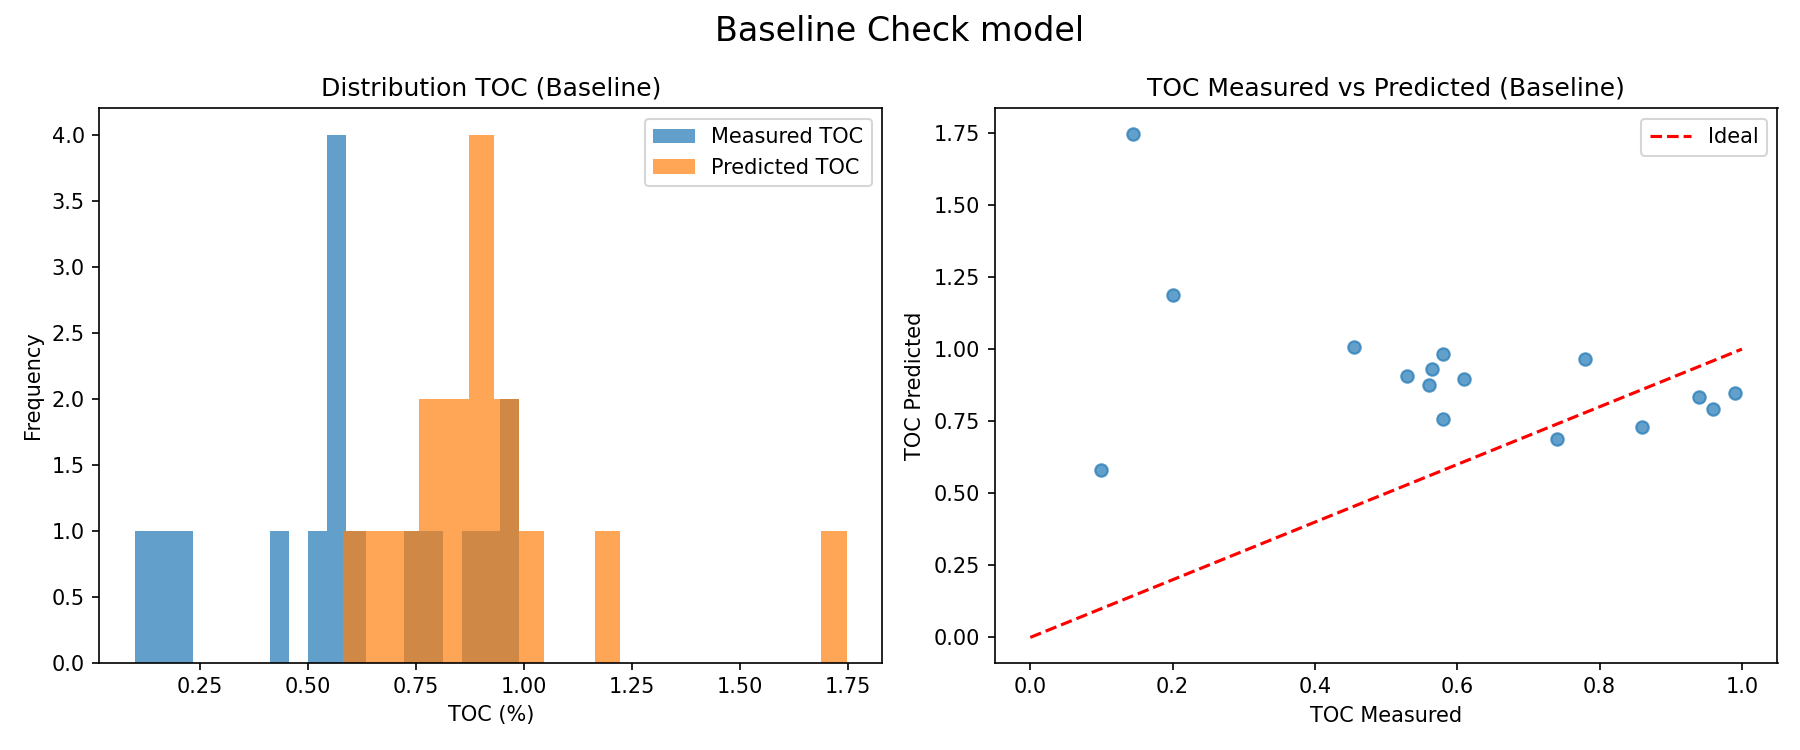 Baseline Check model
Distribution TOC (Baseline)
Measured TOC
Predicted TOC
Frequency
4.0
3.5
3.0
2.5
2.0
1.5
1.0
0.5
0.0
0.25 0.50 0.75 1.00 1.25 1.50 1.75
TOC (%)
TOC Measured vs Predicted (Baseline)
Ideal
TOC Predicted
1.75
1.50
1.25
1.00
0.75
0.50
0.25
0.00
0.0 0.2 0.4 0.6 0.8 1.0
TOC Measured